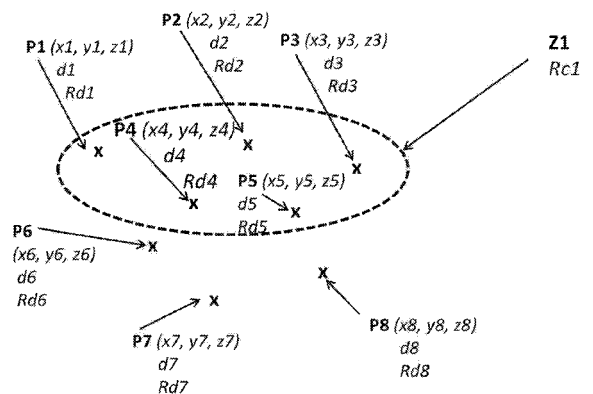 P1 (x1, y1, z1)
d1
Rd1
P2 (x2, y2, z2)
d2
Rd2
P3 (x3, y3, z3)
d3
Rd3
Z1
Rc1
P4 (x4, y4, z4)
d4
Rd4
P5 (x5, y5, z5)
d5
Rd5
P6
(x6, y6, z6)
d6
Rd6
P7 (x7, y7, z7)
d7
Rd7
P8 (x8, y8, z8)
d8
Rd8